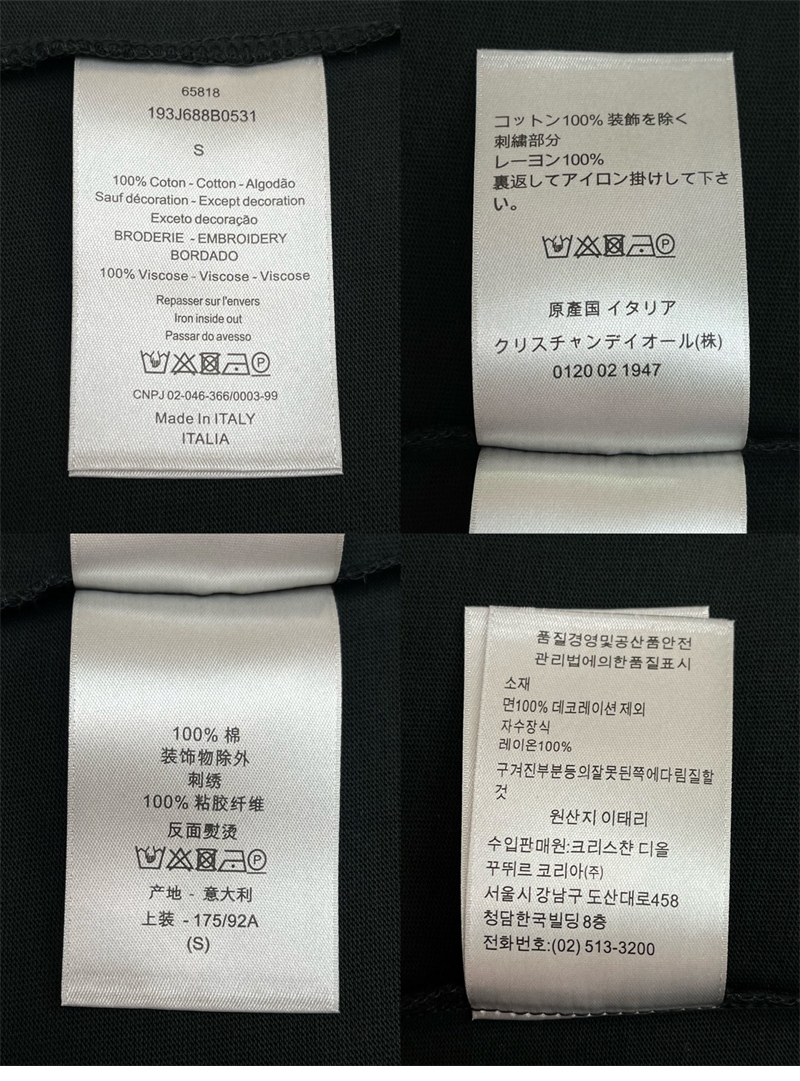 65818
193J688B0531
S
100% Coton - Cotton - Algodão
Sauf décoration - Except decoration
Exceto decoração
BRODERIE - EMBROIDERY
BORDADO
100% Viscose - Viscose - Viscose
Repasser sur l'envers
Iron inside out
Passar do avesso
P
CNPJ 02-046-366/0003-99
Made In ITALY
ITALIA
コットン100% 装飾を除く
刺繍部分
レーヨン100%
裏返してアイロン掛けして下さ
い。
P
原產国 イタリア
クリスチャンデイオール(株)
0120 02 1947
100% 棉
装饰物除外
刺绣
100% 粘胶纤维
反面熨烫
P
产地 - 意大利
上装 - 175/92A
(S)
품질경영및공산품안전
관리법에의한품질표시
소재
면100% 데코레이션 제외
자수장식
레이온100%
구겨진부분등의잘못된쪽에다림질할
것
원산지 이태리
수입판매원:크리스챤 디올
꾸뛰르 코리아(주)
서울시 강남구 도산대로458
청담한국빌딩 8층
전화번호:(02) 513-3200